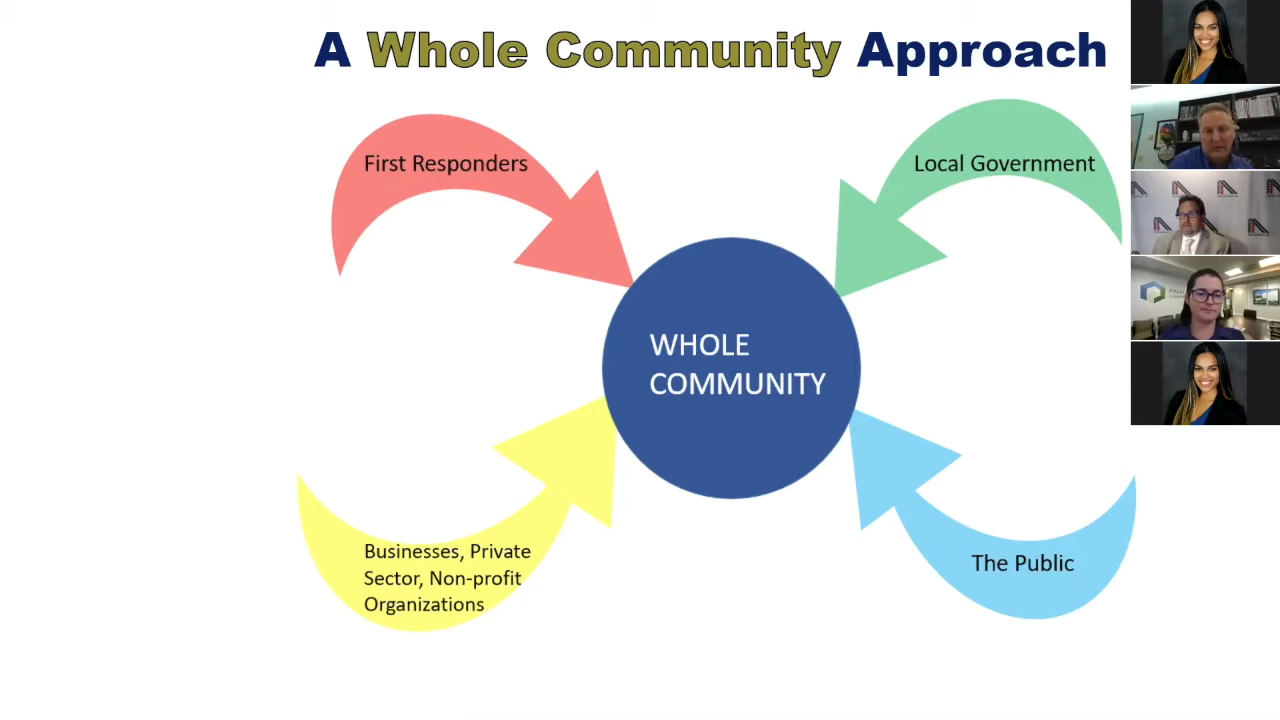 A Whole Community Approach
First Responders
Local Government
WHOLE
COMMUNITY
Businesses, Private
Sector, Non-profit
Organizations
The Public